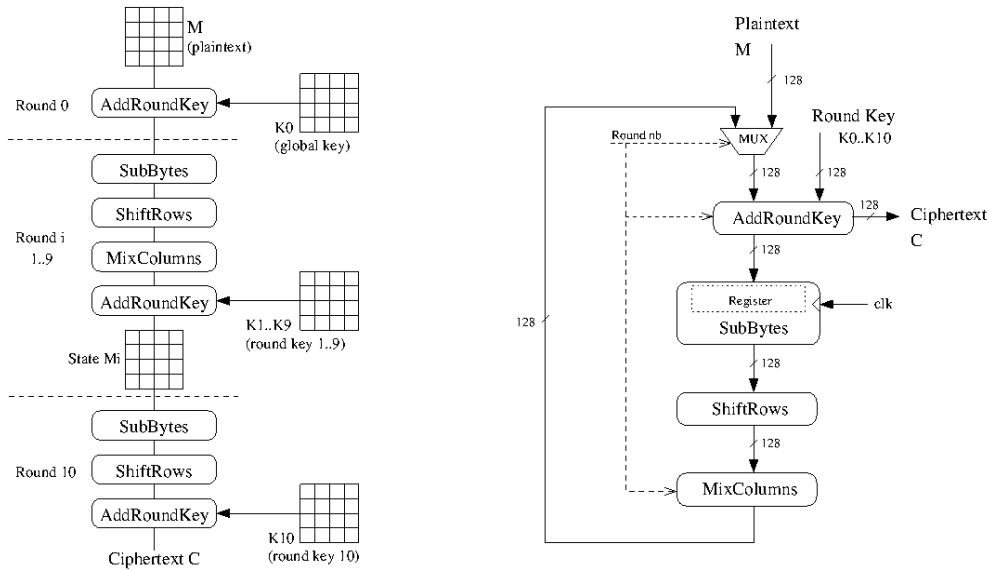 M
(plaintext)
Round 0
AddRoundKey
K0
(global key)
SubBytes
ShiftRows
Round i
1..9
MixColumns
AddRoundKey
K1..K9
(round key 1..9)
State Mi
SubBytes
Round 10
ShiftRows
AddRoundKey
K10
(round key 10)
Ciphertext C
Plaintext
M
128
Round Key
K0..K10
Round nb
MUX
128
128
AddRoundKey
128
Ciphertext
C
128
Register
clk
SubBytes
128
128
ShiftRows
128
MixColumns